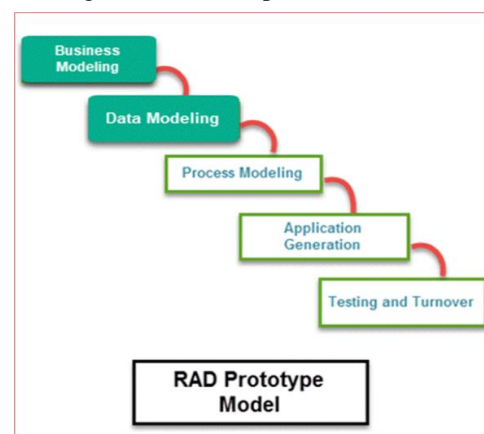 Business
Modeling
Data Modeling
Process Modeling
Application
Generation
Testing and Turnover
RAD Prototype
Model